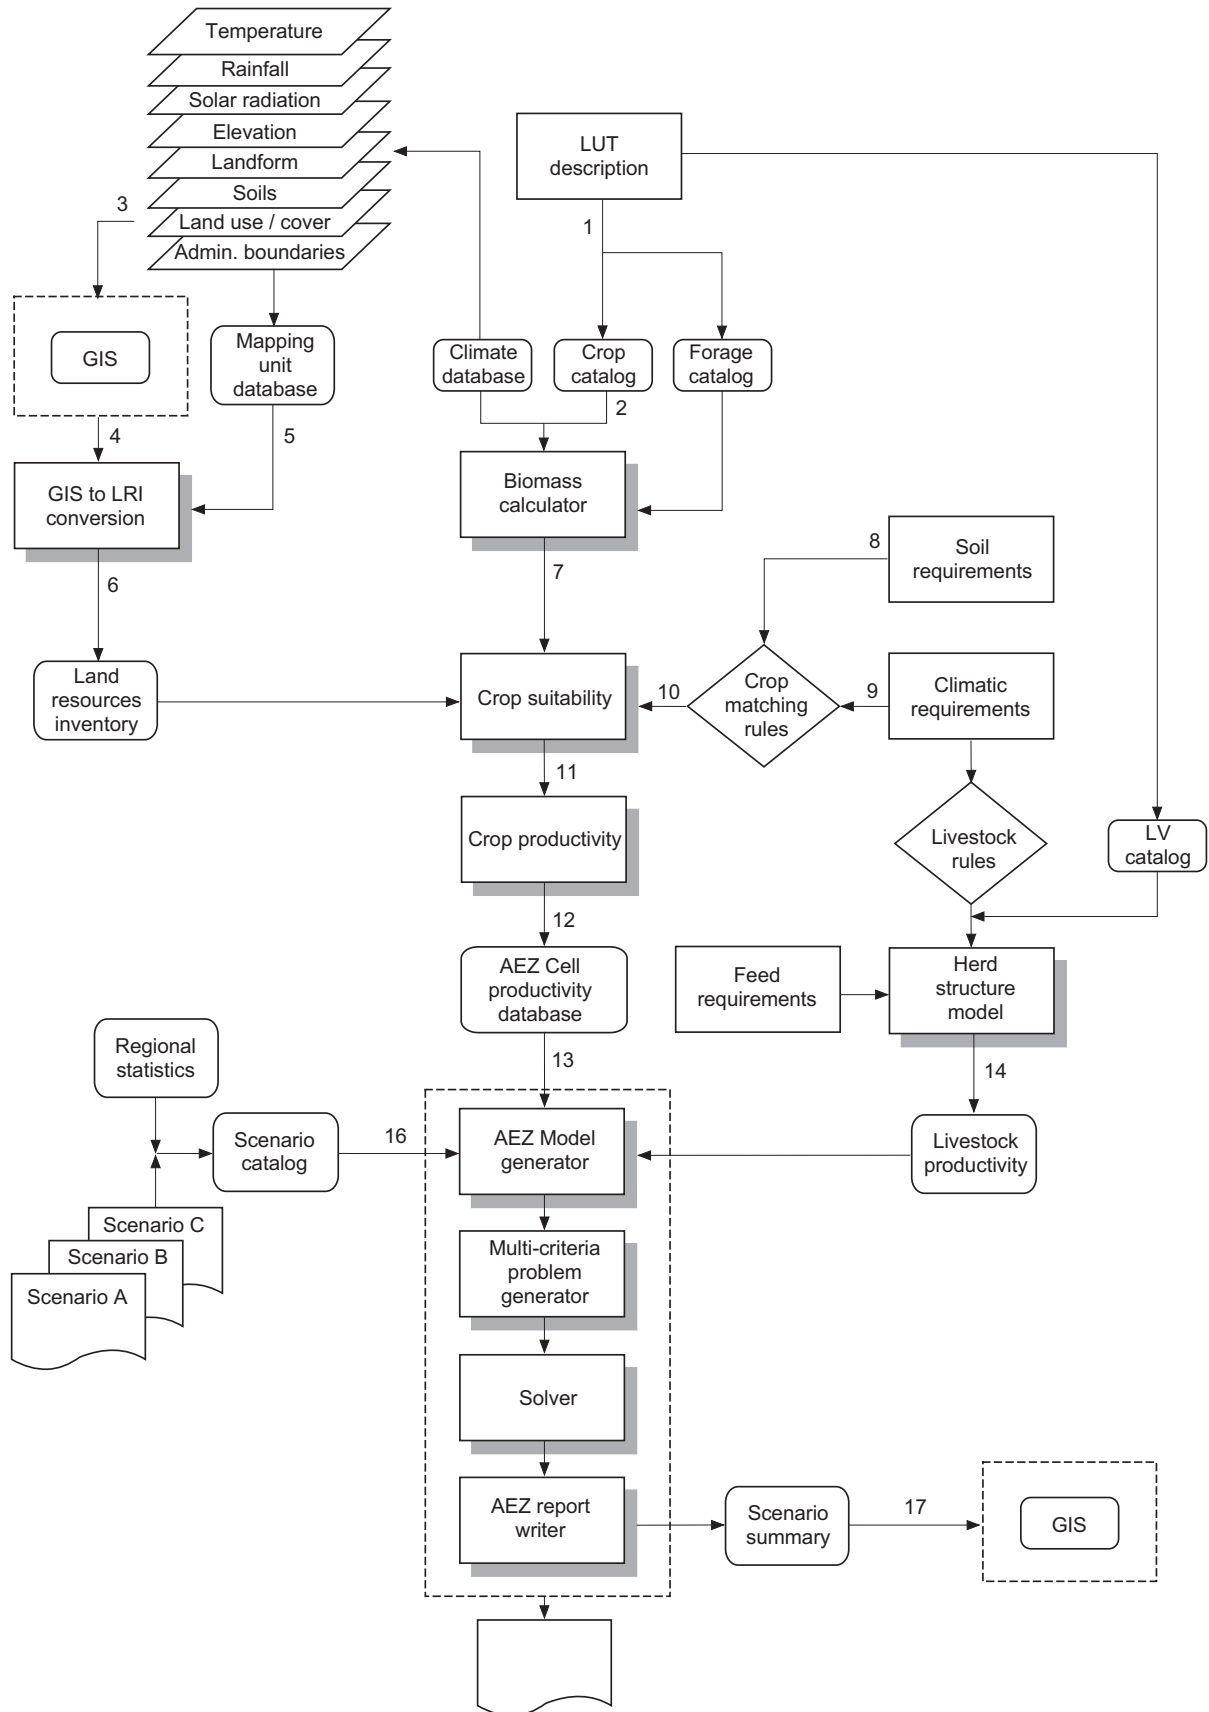 Temperature
Rainfall
Solar radiation
Elevation
Landform
Soils
Land use / cover
Admin. boundaries
LUT
description
3
1
GIS
Mapping
unit
database
Climate
database
Crop
catalog
Forage
catalog
2
4
5
GIS to LRI
conversion
Biomass
calculator
8
Soil
requirements
6
7
Land
resources
inventory
Crop suitability
10
Crop
matching
rules
9
Climatic
requirements
11
Crop productivity
Livestock
rules
LV
catalog
12
AEZ Cell
productivity
database
Feed
requirements
Herd
structure
model
Regional
statistics
13
14
Scenario
catalog
16
AEZ Model
generator
Livestock
productivity
Scenario C
Scenario B
Scenario A
Multi-criteria
problem
generator
Solver
AEZ report
writer
Scenario
summary
17
GIS